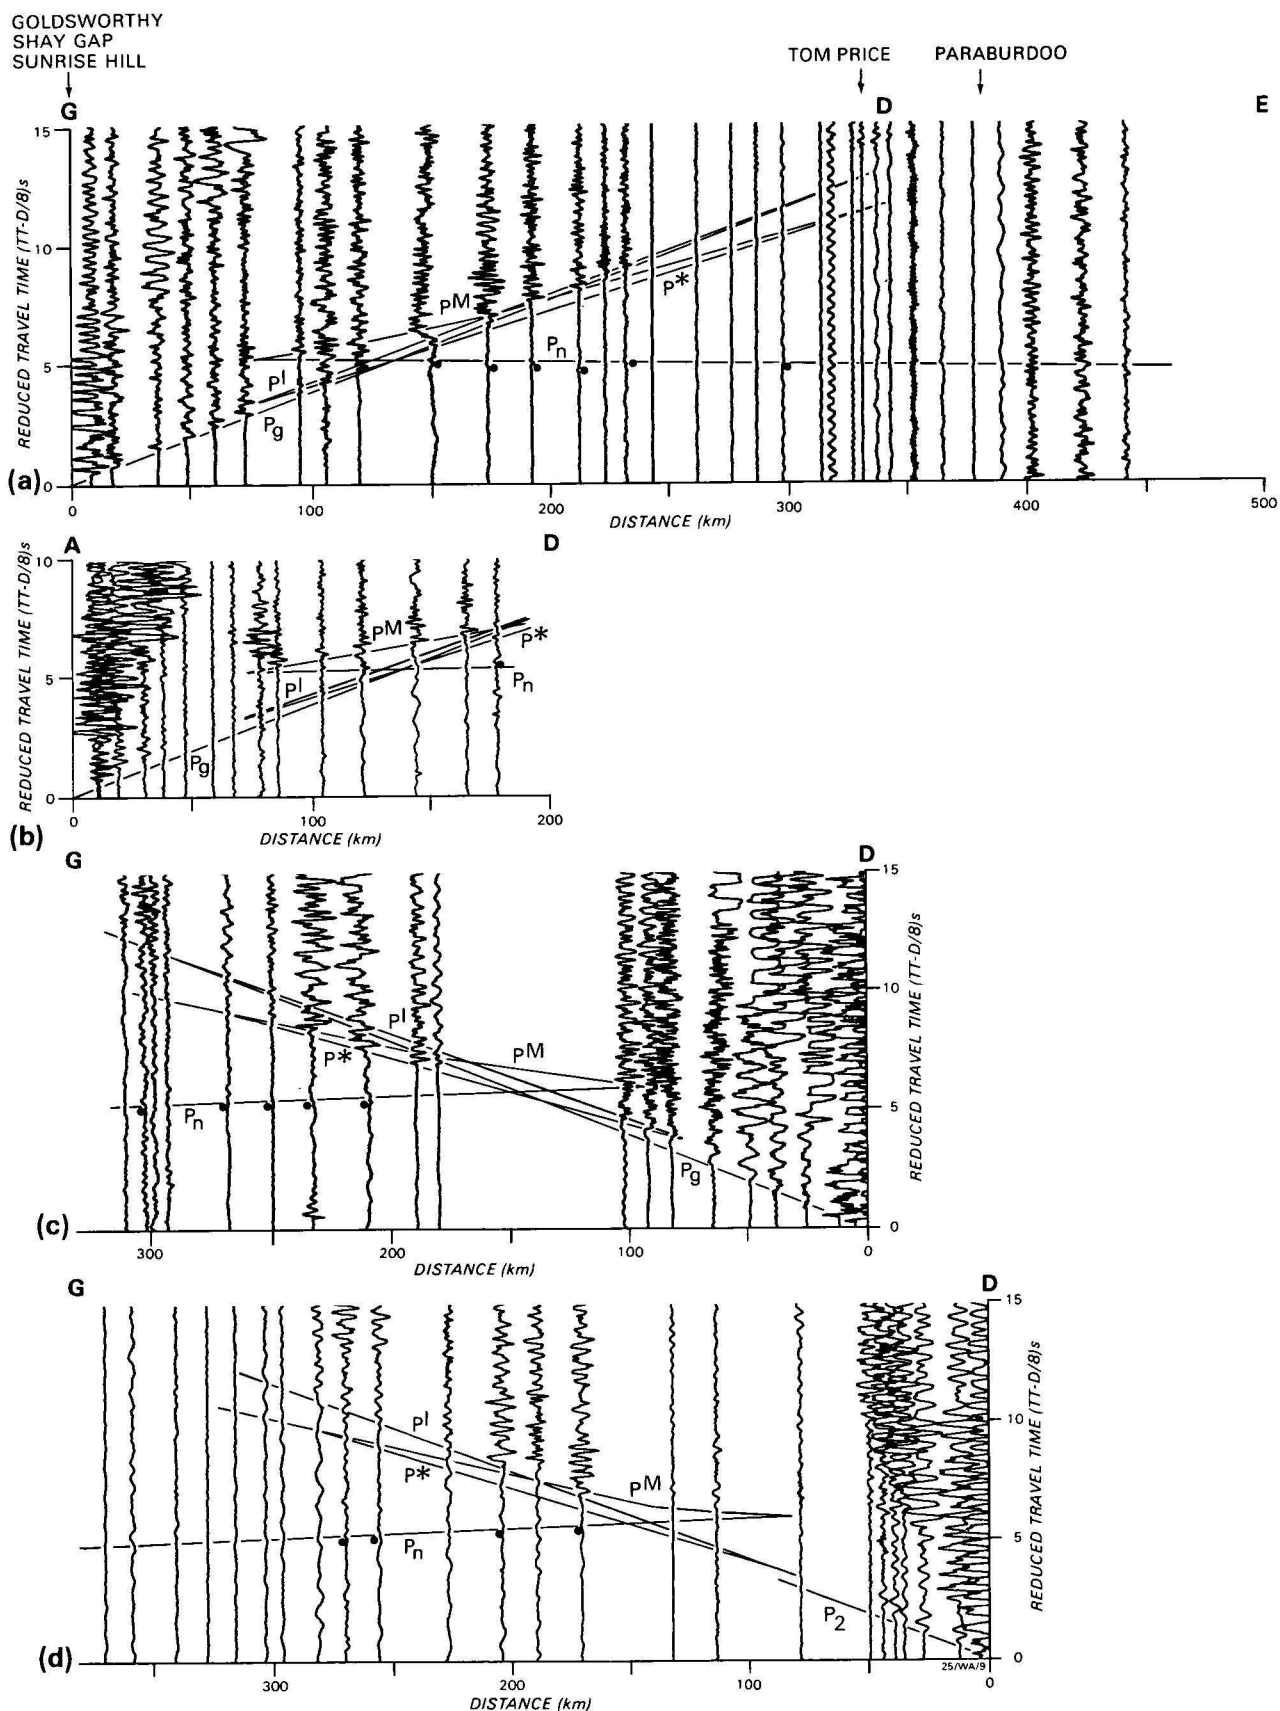 GOLDSWORTHY
SHAY GAP
SUNRISE HILL
TOM PRICE
PARABURDOO
G
D
E
REDUCED TRAVEL TIME (TT-D/8)s
15
10
5
0
PM
P*
Pn
PI
Pg
(a)
0
100
200
300
400
500
DISTANCE (km)
A
D
REDUCED TRAVEL TIME (TT-D/8)s
10
5
0
PM
P*
PI
Pn
Pg
(b)
0
100
200
DISTANCE (km)
G
D
15
10
5
0
REDUCED TRAVEL TIME (TT-D/8)s
PI
P*
PM
Pn
Pg
(c)
300
200
100
0
DISTANCE (km)
G
D
15
10
5
0
REDUCED TRAVEL TIME (TT-D/8)s
PI
P*
PM
Pn
P2
(d)
25/WA/9
300
200
100
0
DISTANCE (km)